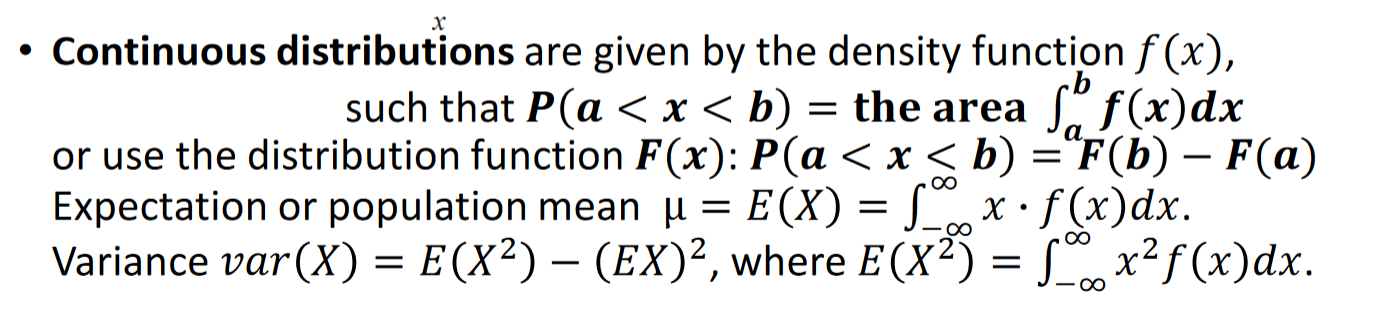 x
• Continuous distributions are given by the density function f(x),
such that P(a < x < b) = the area ∫ₐᵇ f(x)dx
or use the distribution function F(x): P(a < x < b) = F(b) − F(a)
Expectation or population mean μ = E(X) = ∫₋∞^∞ x · f(x)dx.
Variance var(X) = E(X²) − (EX)², where E(X²) = ∫₋∞^∞ x²f(x)dx.